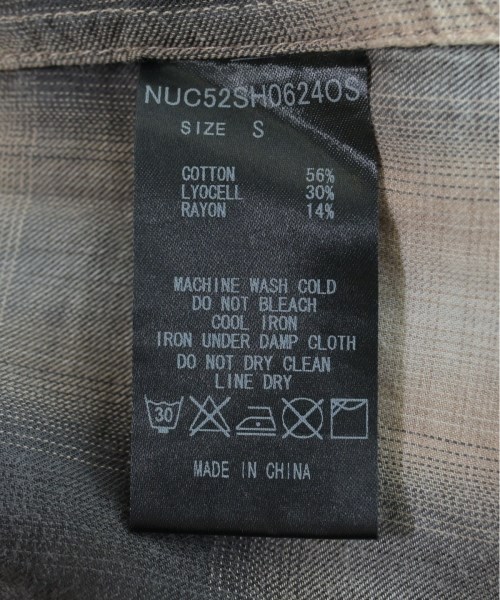 NUC52SH0624OS
SIZE S
COTTON 56%
LYOCELL 30%
RAYON 14%
MACHINE WASH COLD
DO NOT BLEACH
COOL IRON
IRON UNDER DAMP CLOTH
DO NOT DRY CLEAN
LINE DRY
30
MADE IN CHINA